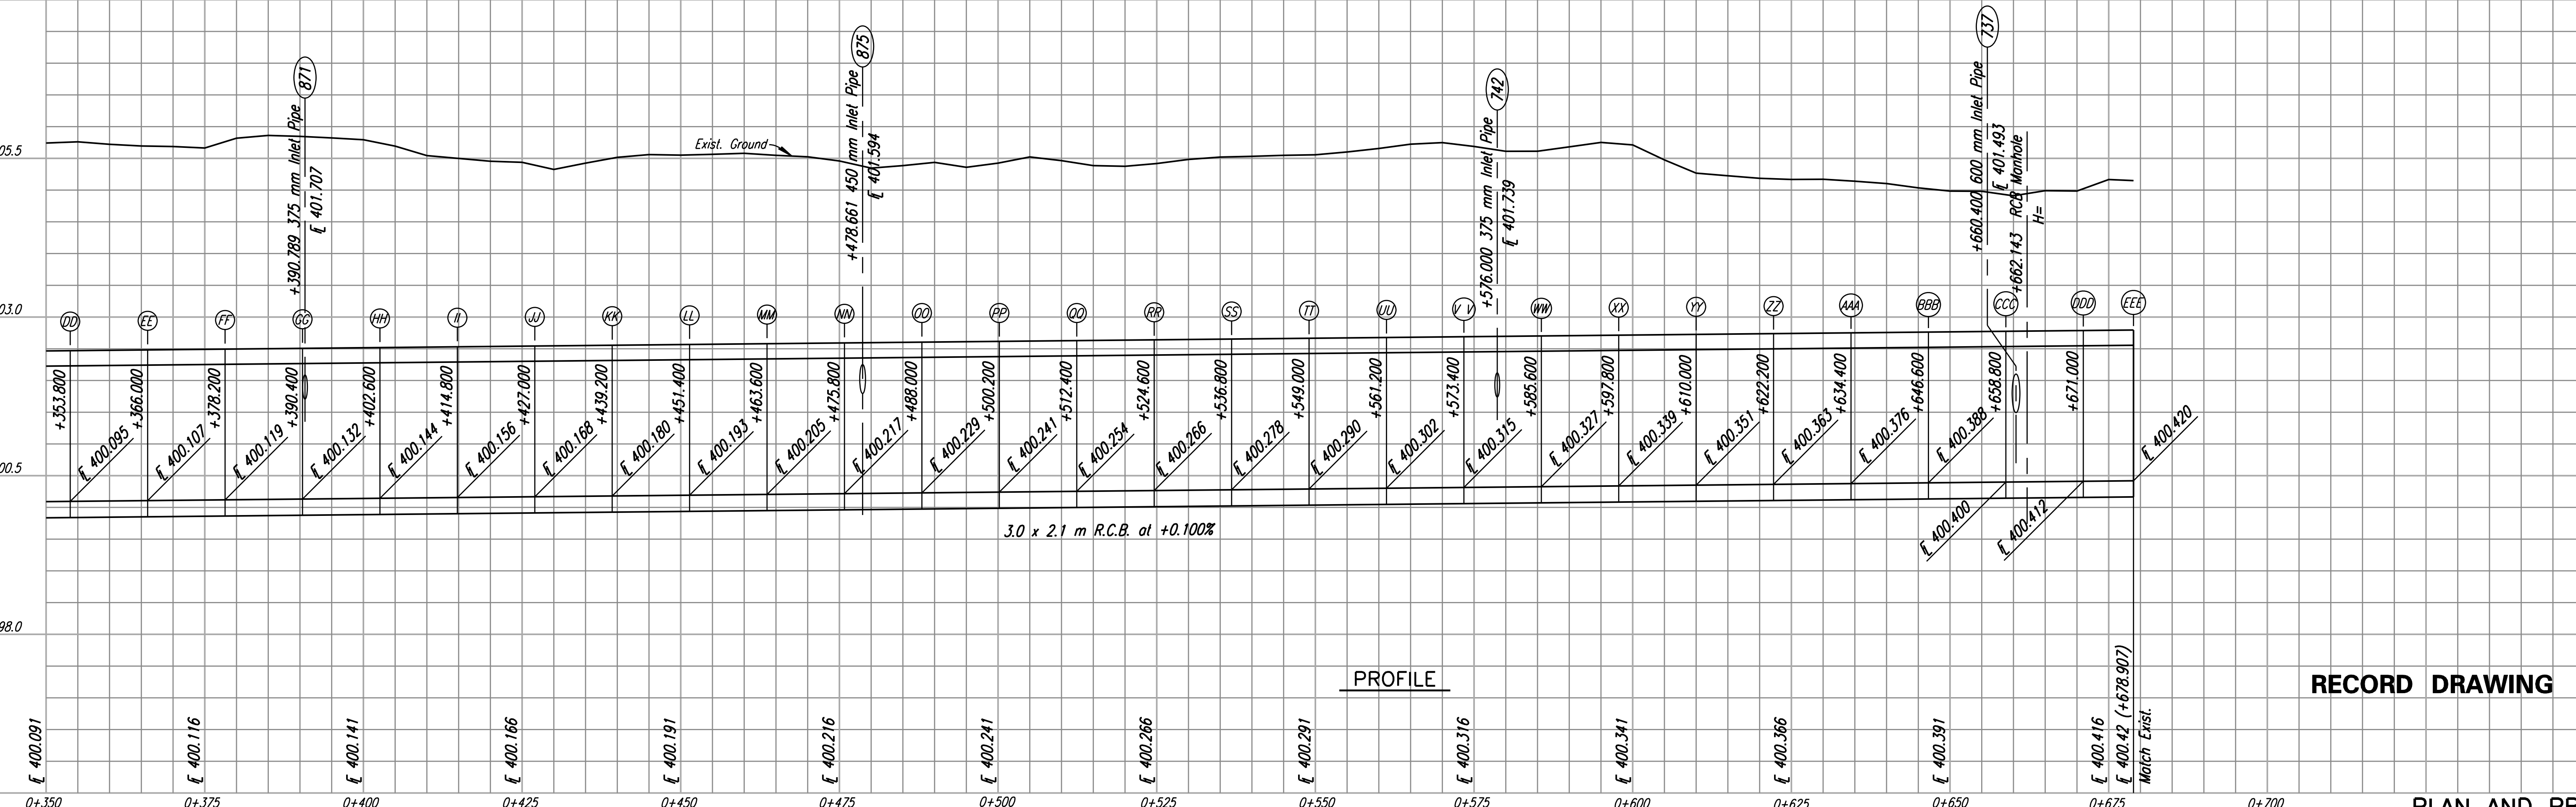 871
875
742
737
+390.789 375 mm Inlet Pipe
℄ 401.707
+478.661 450 mm Inlet Pipe
℄ 401.594
+576.000 375 mm Inlet Pipe
℄ 401.739
+660.400 600 mm Inlet Pipe
℄ 401.493
+662.143 RCB Manhole
H=
Exist. Ground
05.5
03.0
00.5
98.0
DD EE FF GG HH II JJ KK LL MM NN OO PP QQ RR SS TT UU V V WW XX YY ZZ AAA BBB CCC DDD EEE
+353.800 +366.000 +378.200 +390.400 +402.600 +414.800 +427.000 +439.200 +451.400 +463.600 +475.800 +488.000 +500.200 +512.400 +524.600 +536.800 +549.000 +561.200 +573.400 +585.600 +597.800 +610.000 +622.200 +634.400 +646.600 +658.800 +671.000
℄ 400.095 ℄ 400.107 ℄ 400.119 ℄ 400.132 ℄ 400.144 ℄ 400.156 ℄ 400.168 ℄ 400.180 ℄ 400.193 ℄ 400.205 ℄ 400.217 ℄ 400.229 ℄ 400.241 ℄ 400.254 ℄ 400.266 ℄ 400.278 ℄ 400.290 ℄ 400.302 ℄ 400.315 ℄ 400.327 ℄ 400.339 ℄ 400.351 ℄ 400.363 ℄ 400.376 ℄ 400.388 ℄ 400.400 ℄ 400.412 ℄ 400.420
3.0 x 2.1 m R.C.B. at +0.100%
PROFILE
RECORD DRAWING
℄ 400.091 ℄ 400.116 ℄ 400.141 ℄ 400.166 ℄ 400.191 ℄ 400.216 ℄ 400.241 ℄ 400.266 ℄ 400.291 ℄ 400.316 ℄ 400.341 ℄ 400.366 ℄ 400.391 ℄ 400.416
℄ 400.42 (+678.907)
Match Exist.
0+350 0+375 0+400 0+425 0+450 0+475 0+500 0+525 0+550 0+575 0+600 0+625 0+650 0+675 0+700
PLAN AND PR